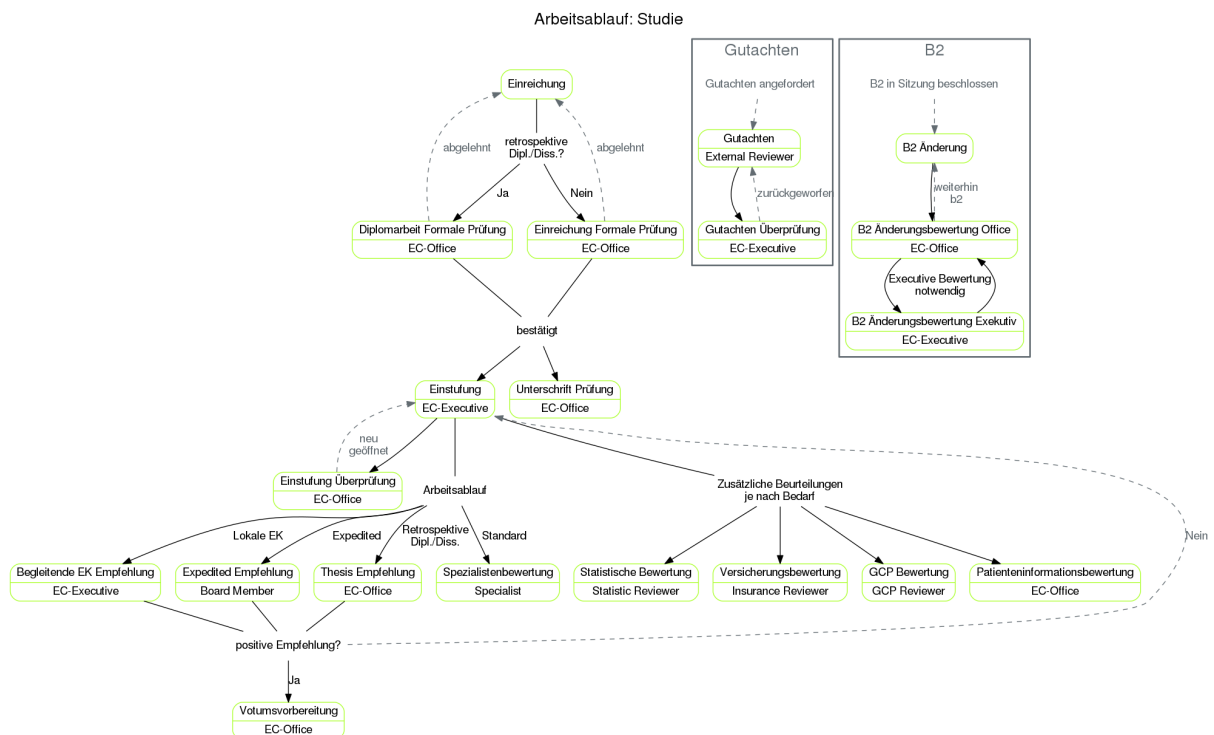 Arbeitsablauf: Studie
Einreichung
abgelehnt
retrospektive
Dipl./Diss.?
abgelehnt
Ja
Nein
Diplomarbeit Formale Prüfung
EC-Office
Einreichung Formale Prüfung
EC-Office
Gutachten
Gutachten angefordert
Gutachten
External Reviewer
zurückgeworfen
Gutachten Überprüfung
EC-Executive
B2
B2 in Sitzung beschlossen
B2 Änderung
weiterhin
b2
B2 Änderungsbewertung Office
EC-Office
Executive Bewertung
notwendig
B2 Änderungsbewertung Exekutiv
EC-Executive
bestätigt
Einstufung
EC-Executive
Unterschrift Prüfung
EC-Office
neu
geöffnet
Einstufung Überprüfung
EC-Office
Arbeitsablauf
Zusätzliche Beurteilungen
je nach Bedarf
Lokale EK
Expedited
Retrospektive
Dipl./Diss.
Standard
Nein
Begleitende EK Empfehlung
EC-Executive
Expedited Empfehlung
Board Member
Thesis Empfehlung
EC-Office
Spezialistenbewertung
Specialist
Statistische Bewertung
Statistic Reviewer
Versicherungsbewertung
Insurance Reviewer
GCP Bewertung
GCP Reviewer
Patienteninformationsbewertung
EC-Office
positive Empfehlung?
Ja
Votumsvorbereitung
EC-Office